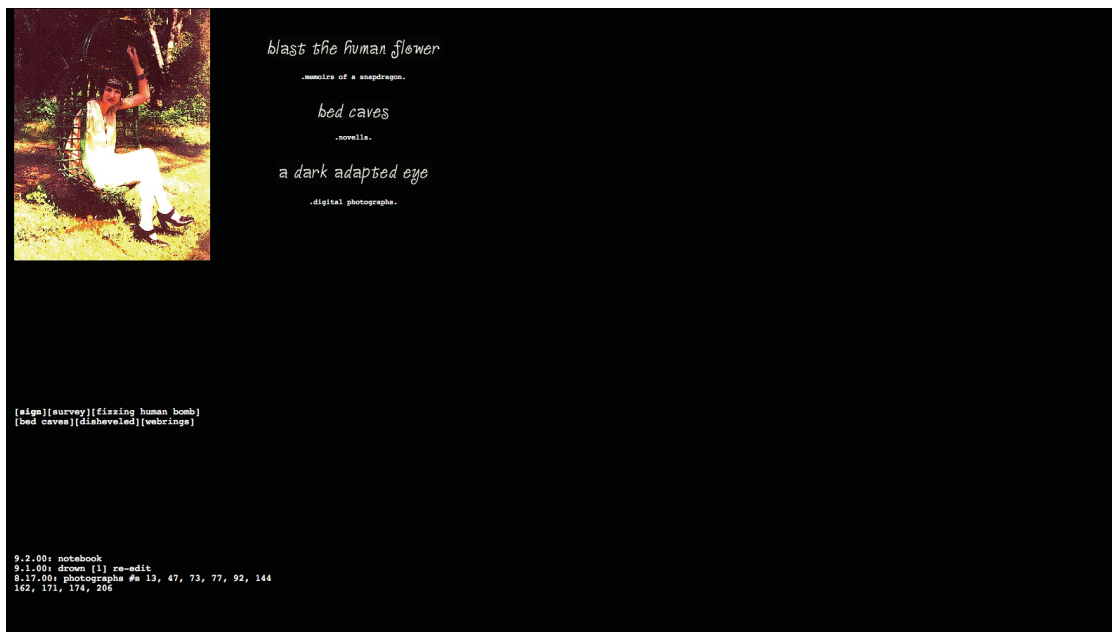 blast the human flower
.memoirs of a snapdragon.
bed caves
.novella.
a dark adapted eye
.digital photographs.
[sign][survey][fizzing human bomb]
[bed caves][disheveled][webrings]
9.2.00: notebook
9.1.00: drown [1] re-edit
8.17.00: photographs #s 13, 47, 73, 77, 92, 144
162, 171, 174, 206